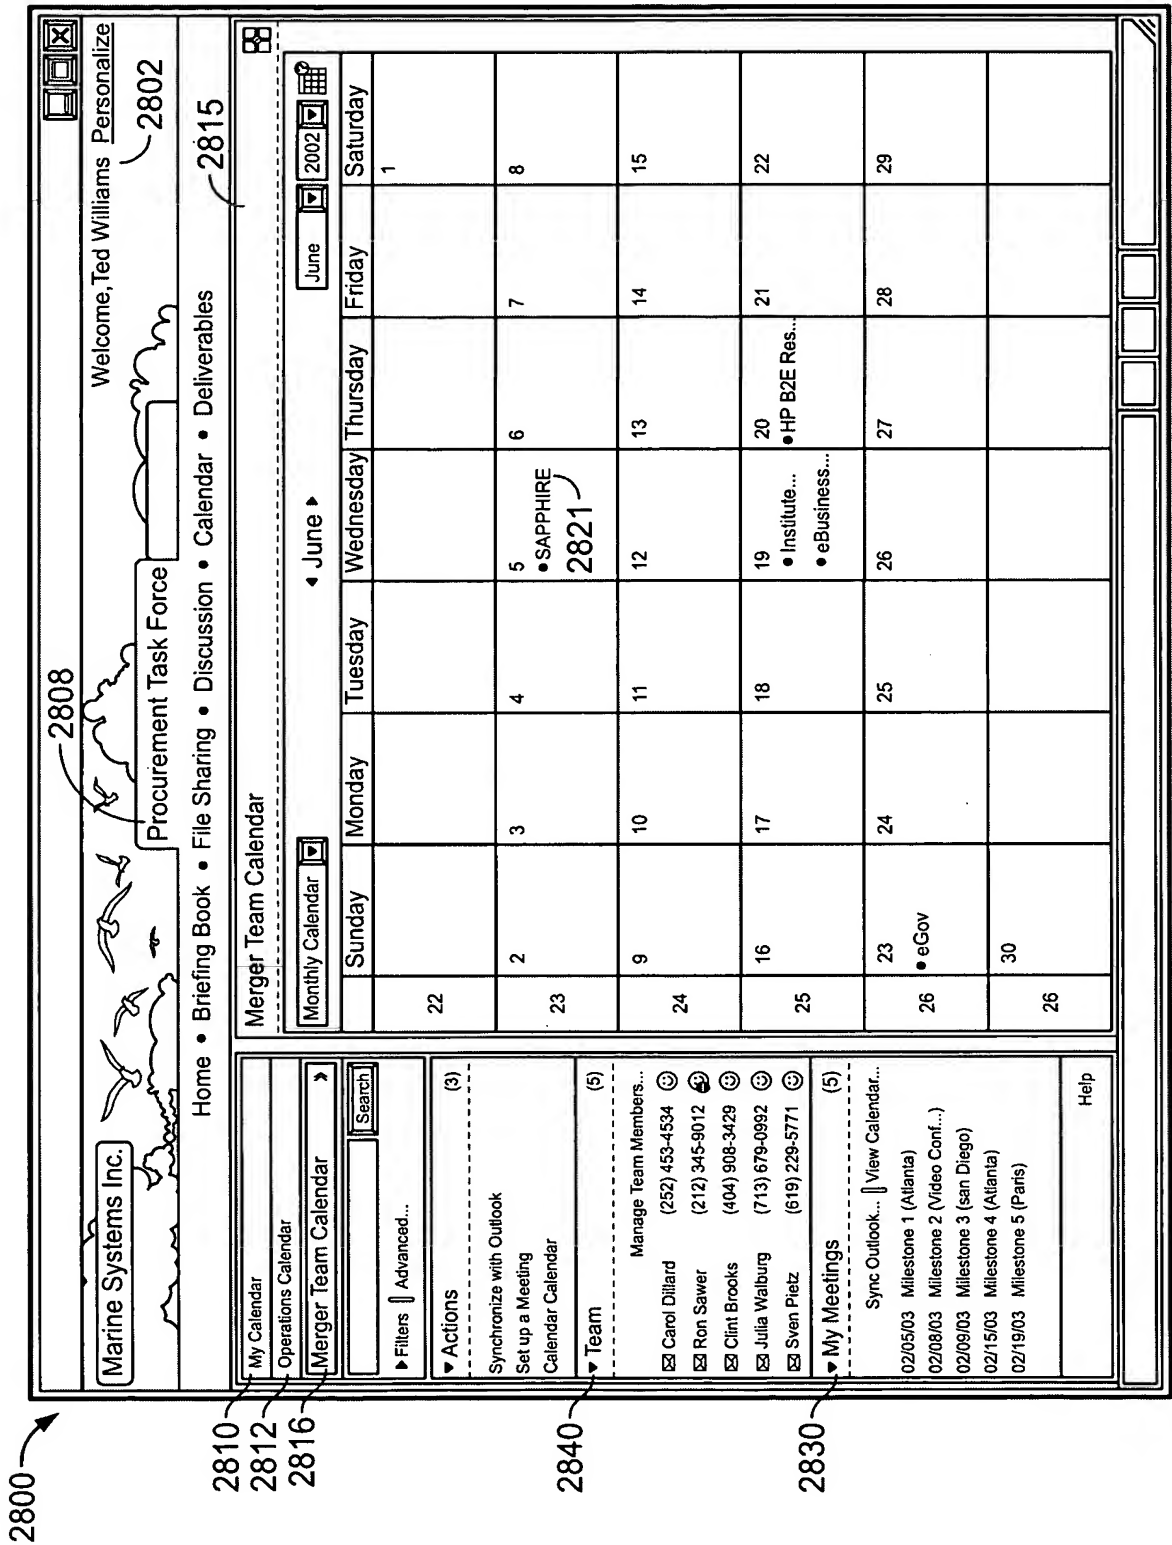 2800
2808
Marine Systems Inc.
Procurement Task Force
Welcome,Ted Williams Personalize
2802
Home • Briefing Book • File Sharing • Discussion • Calendar • Deliverables
2815
2810
My Calendar
2812
Operations Calendar
2816
Merger Team Calendar »
Search
▶Filters || Advanced...
▼Actions (3)
Synchronize with Outlook
Set up a Meeting
Calendar Calendar
2840
▼Team (5)
Manage Team Members...
☒ Carol Dillard (252) 453-4534
☒ Ron Sawer (212) 345-9012
☒ Clint Brooks (404) 908-3429
☒ Julia Walburg (713) 679-0992
☒ Sven Pietz (619) 229-5771
2830
▼My Meetings (5)
Sync Outlook... || View Calendar...
02/05/03 Milestone 1 (Atlanta)
02/08/03 Milestone 2 (Video Conf...)
02/09/03 Milestone 3 (san Diego)
02/15/03 Milestone 4 (Atlanta)
02/19/03 Milestone 5 (Paris)
Help
Merger Team Calendar
Monthly Calendar ▼ ◂ June ▸ June ▼ 2002 ▼
Sunday Monday Tuesday Wednesday Thursday Friday Saturday
22 1
23 2 3 4 5 6 7 8
• SAPPHIRE
2821
24 9 10 11 12 13 14 15
25 16 17 18 19 20 21 22
• Institute... • HP B2E Res...
• eBusiness...
26 23 24 25 26 27 28 29
• eGov
26 30